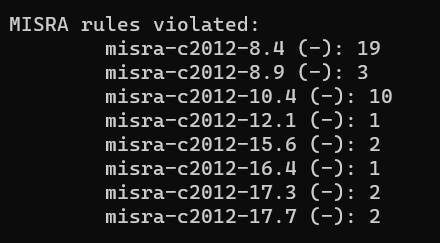 MISRA rules violated:
misra-c2012-8.4 (-): 19
misra-c2012-8.9 (-): 3
misra-c2012-10.4 (-): 10
misra-c2012-12.1 (-): 1
misra-c2012-15.6 (-): 2
misra-c2012-16.4 (-): 1
misra-c2012-17.3 (-): 2
misra-c2012-17.7 (-): 2